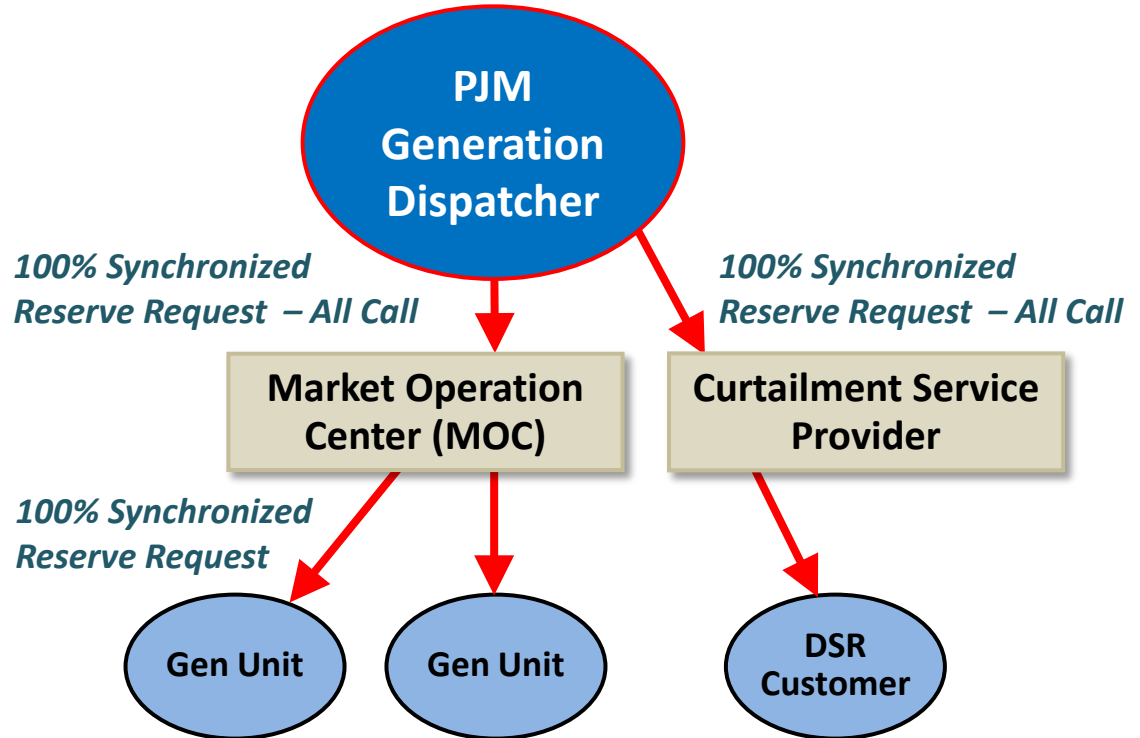 PJM
Generation
Dispatcher
100% Synchronized
Reserve Request – All Call
100% Synchronized
Reserve Request – All Call
Market Operation
Center (MOC)
Curtailment Service
Provider
100% Synchronized
Reserve Request
Gen Unit
Gen Unit
DSR
Customer